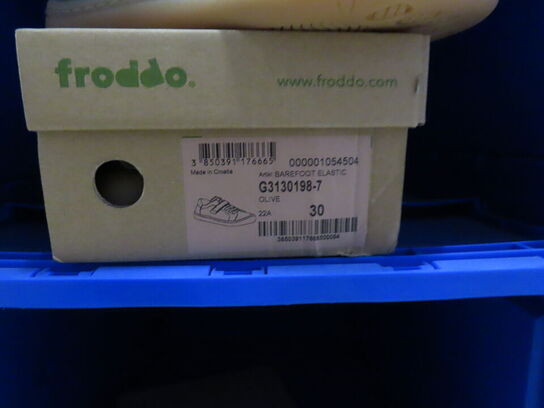 froddo®
www.froddo.com
3 850391 176665
000001054504
Made in Croatia
Artikl: BAREFOOT ELASTIC
G3130198-7
OLIVE
22A
30